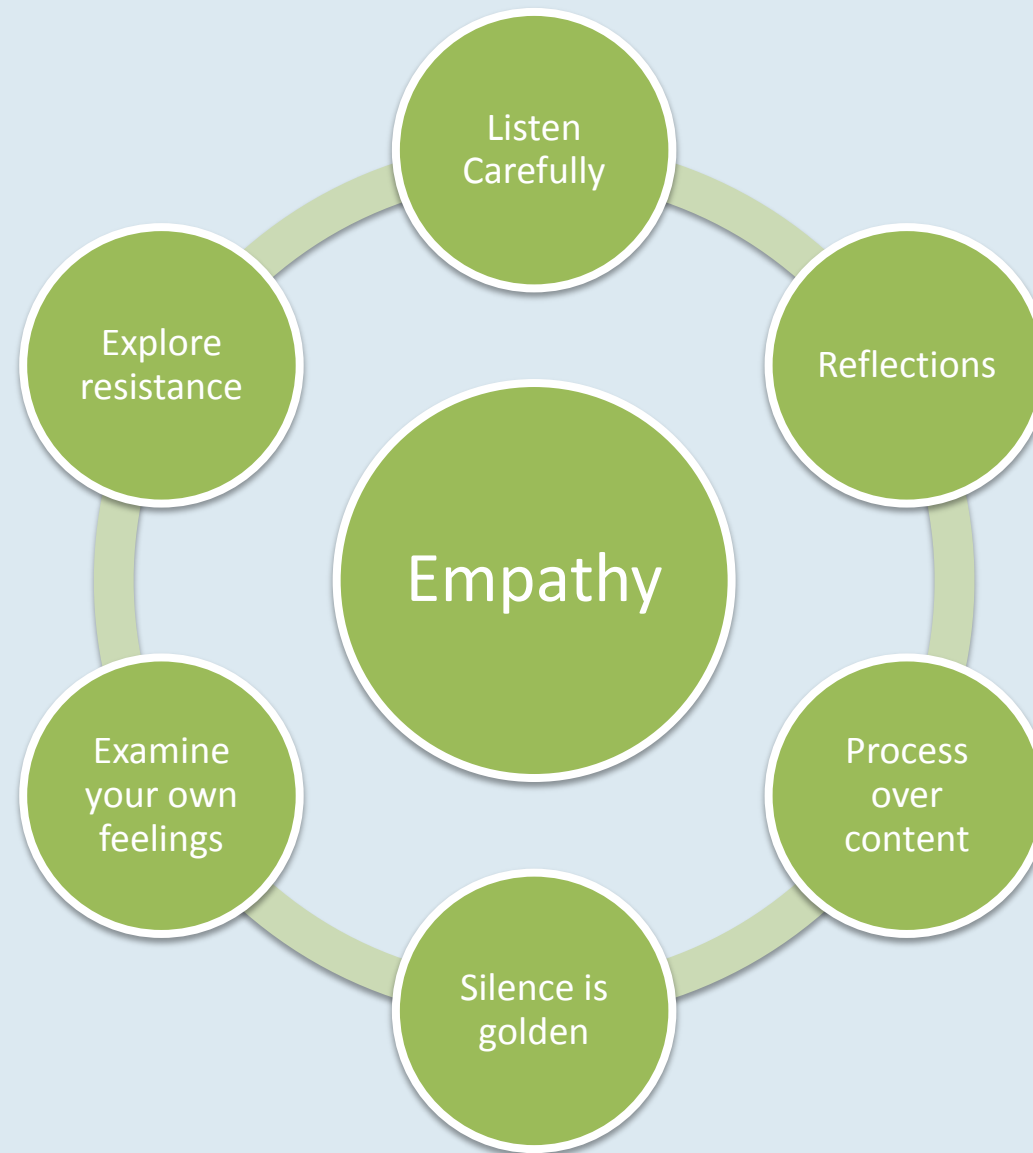 Listen
Carefully
Reflections
Process
over
content
Silence is
golden
Examine
your own
feelings
Explore
resistance
Empathy